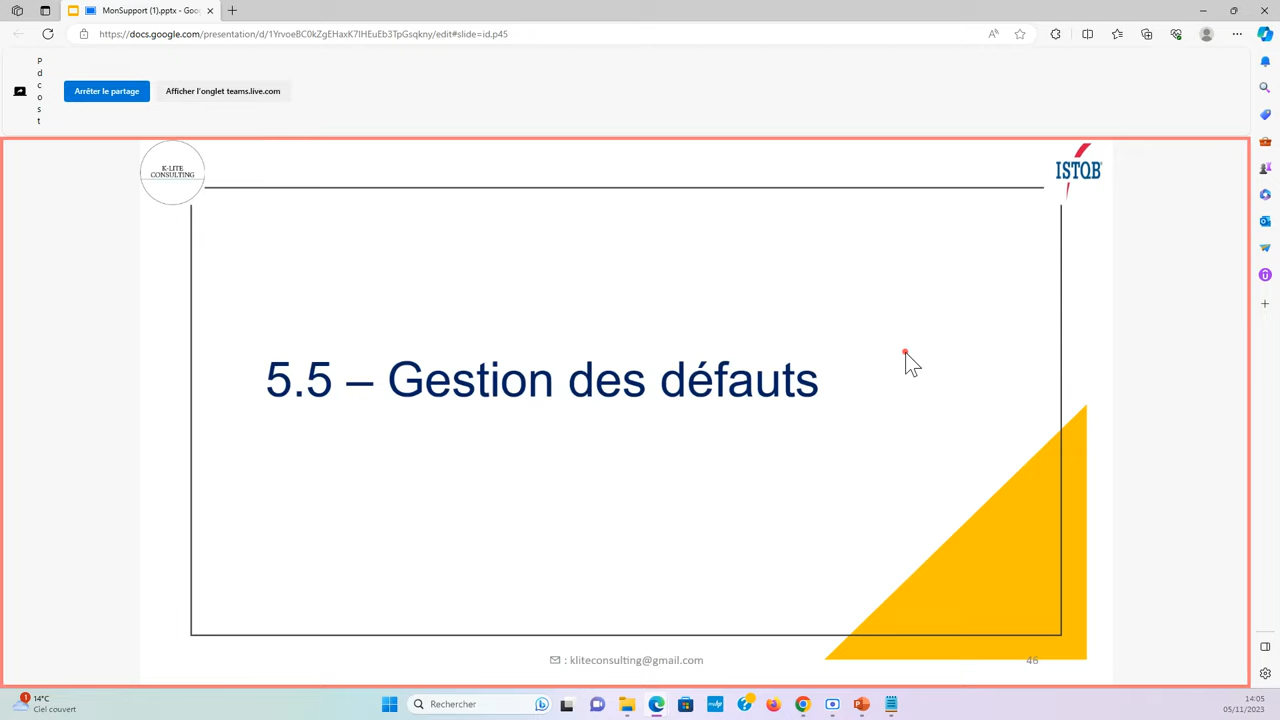 MonSupport (1).pptx - Goo
https://docs.google.com/presentation/d/1YrvoeBC0kZgEHaxK7IHEuEb3TpGsqkny/edit#slide=id.p45
P
d
c
o
s
t
Arrêter le partage
Afficher l'onglet teams.live.com
K-LITE
CONSULTING
ISTQB
5.5 – Gestion des défauts
: kliteconsulting@gmail.com
46
1
14°C
Ciel couvert
Rechercher
14:05
05/11/2023